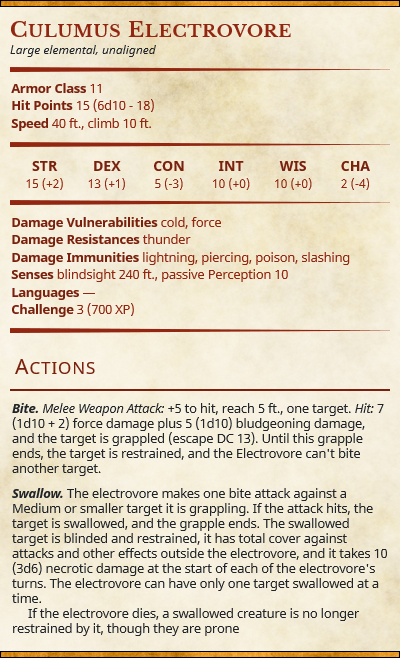 Culumus Electrovore
Large elemental, unaligned
Armor Class 11
Hit Points 15 (6d10 - 18)
Speed 40 ft., climb 10 ft.
STR DEX CON INT WIS CHA
15 (+2) 13 (+1) 5 (-3) 10 (+0) 10 (+0) 2 (-4)
Damage Vulnerabilities cold, force
Damage Resistances thunder
Damage Immunities lightning, piercing, poison, slashing
Senses blindsight 240 ft., passive Perception 10
Languages —
Challenge 3 (700 XP)
Actions
Bite. Melee Weapon Attack: +5 to hit, reach 5 ft., one target. Hit: 7
(1d10 + 2) force damage plus 5 (1d10) bludgeoning damage,
and the target is grappled (escape DC 13). Until this grapple
ends, the target is restrained, and the Electrovore can't bite
another target.
Swallow. The electrovore makes one bite attack against a
Medium or smaller target it is grappling. If the attack hits, the
target is swallowed, and the grapple ends. The swallowed
target is blinded and restrained, it has total cover against
attacks and other effects outside the electrovore, and it takes 10
(3d6) necrotic damage at the start of each of the electrovore's
turns. The electrovore can have only one target swallowed at a
time.
If the electrovore dies, a swallowed creature is no longer
restrained by it, though they are prone